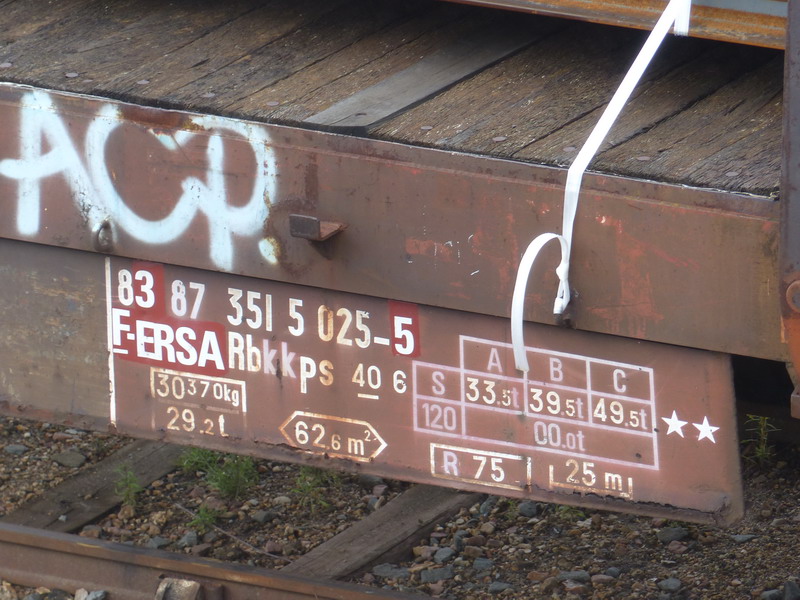 ACP.
83 87 351 5 025-5
F-ERSA Rbkkps 40 G
30370kg
29.2t
62.6 m²
A B C
S 33.5t 39.5t 49.5t
120 00.0t
R 75
25 m